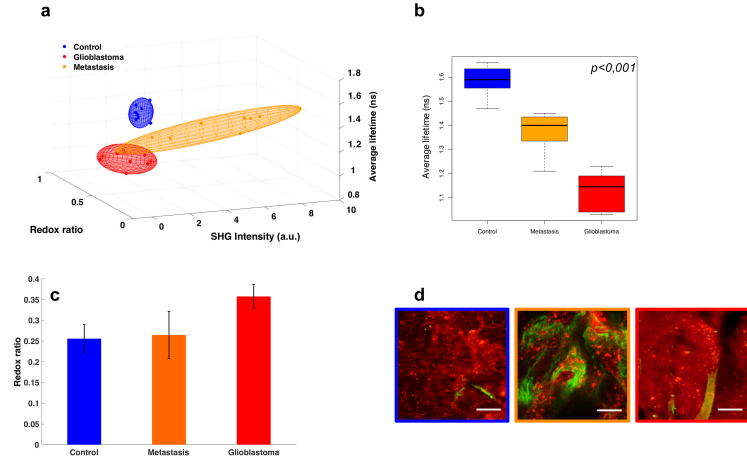 a
Control
Glioblastoma
Metastasis
1.8
1.6
1.4
1.2
1
0.8
Average lifetime (ns)
1
0.5
0
Redox ratio
0
2
4
6
8
10
SHG Intensity (a.u.)
b
p<0,001
1.6
1.5
1.4
1.3
1.2
1.1
Average lifetime (ns)
Control
Metastasis
Glioblastoma
c
0.4
0.35
0.3
0.25
0.2
0.15
0.1
0.05
0
Redox ratio
Control
Metastasis
Glioblastoma
d